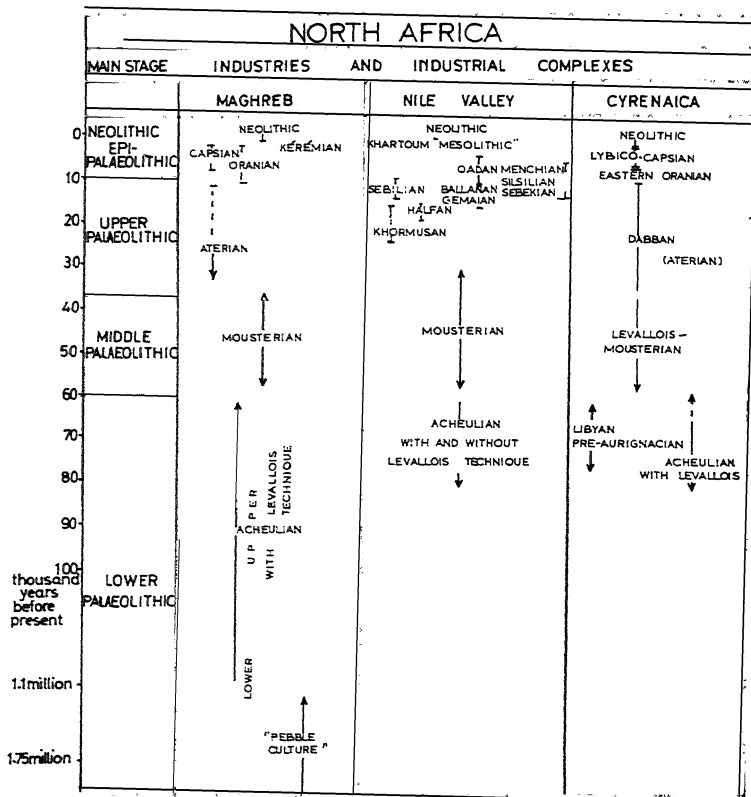 NORTH AFRICA
MAIN STAGE INDUSTRIES AND INDUSTRIAL COMPLEXES
MAGHREB NILE VALLEY CYRENAICA
0
10
20
30
40
50
60
70
80
90
100
thousand
years
before
present
1.1million
1.75million
NEOLITHIC
EPI-
PALAEOLITHIC
UPPER
PALAEOLITHIC
MIDDLE
PALAEOLITHIC
LOWER
PALAEOLITHIC
NEOLITHIC
KEREMIAN
CAPSIAN
ORANIAN
ATERIAN
MOUSTERIAN
ACHEULIAN
UPPER
WITH
LEVALLOIS
TECHNIQUE
LOWER
"PEBBLE
CULTURE"
NEOLITHIC
KHARTOUM "MESOLITHIC"
QADAN MENCHIAN
SEBILIAN BALLANAN SILSILIAN
GEMAIAN SEBEKIAN
HALFAN
KHORMUSAN
MOUSTERIAN
ACHEULIAN
WITH AND WITHOUT
LEVALLOIS TECHNIQUE
NEOLITHIC
LYBICO-CAPSIAN
EASTERN ORANIAN
DABBAN
(ATERIAN)
LEVALLOIS-
MOUSTERIAN
LIBYAN
PRE-AURIGNACIAN
ACHEULIAN
WITH LEVALLOIS